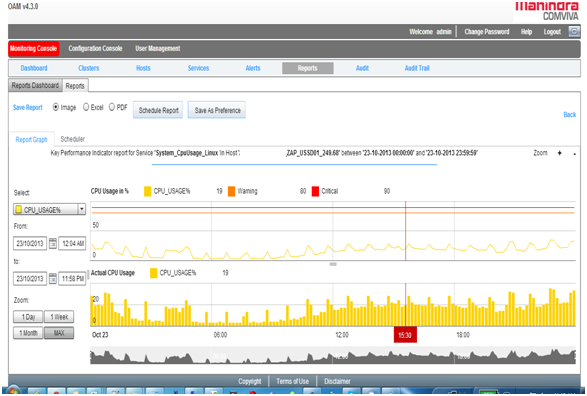 OAM v4.3.0
mahindra
COMVIVA
Welcome admin Change Password Help Logout
Monitoring Console Configuration Console User Management
Dashboard Clusters Hosts Services Alerts Reports Audit Audit Trail
Reports Dashboard Reports
Save Report Image Excel PDF Schedule Report Save As Preference
Back
Report Graph Scheduler
Key Performance Indicator report for Service 'System_CpuUsage_Linux 'in Host': ZAP_USSD01_249.68' between '23-10-2013 00:00:00' and '23-10-2013 23:59:59' Zoom + -
Select:
CPU Usage in % CPU_USAGE% 19 Warning 80 Critical 90
CPU_USAGE%
50
0
From:
23/10/2013 12:04 AM
to:
23/10/2013 11:58 PM
Actual CPU Usage CPU_USAGE% 19
20
0
Zoom:
1 Day 1 Week
1 Month MAX
Oct 23 06:00 12:00 15:30 18:00
Copyright Terms of Use Disclaimer